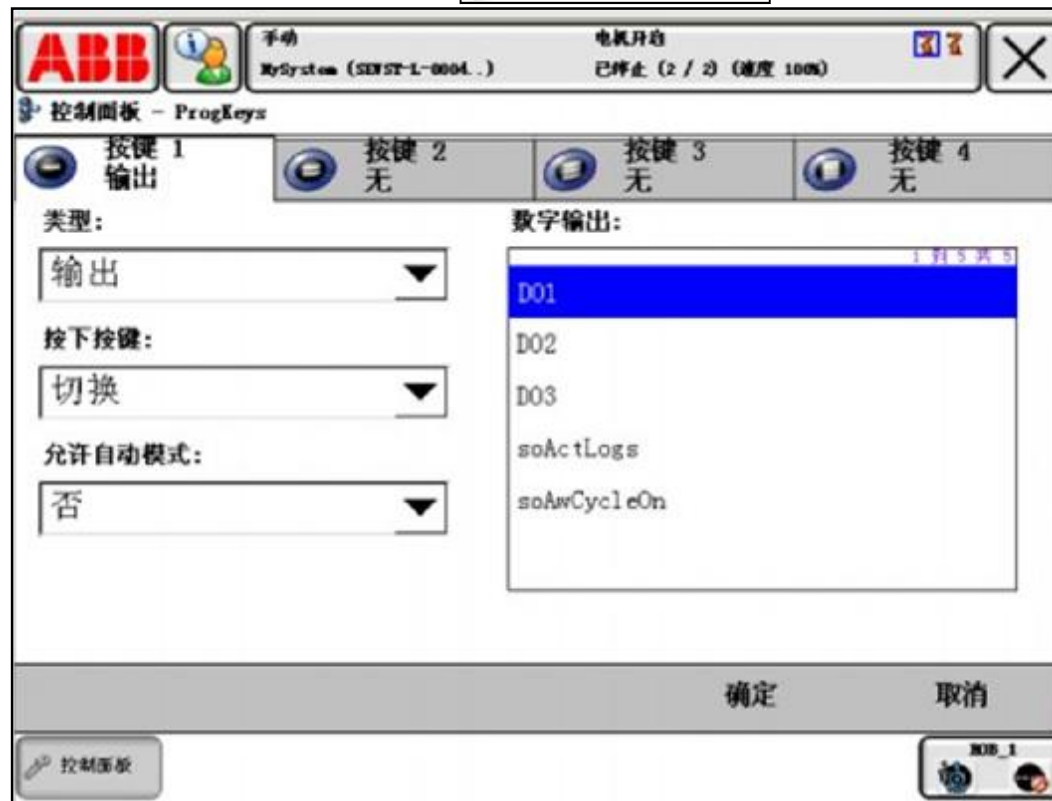 ABB
手动
电机开启
MySystem (SEVST-L-0004..)
已停止 (2 / 2) (速度 100%)
控制面板 - ProgKeys
按键 1
输出
按键 2
无
按键 3
无
按键 4
无
类型:
输出
按下按键:
切换
允许自动模式:
否
数字输出:
1 到 5 共 5
DO1
DO2
DO3
soActLogs
soAwCycleOn
确定
取消
控制面板
ROB_1